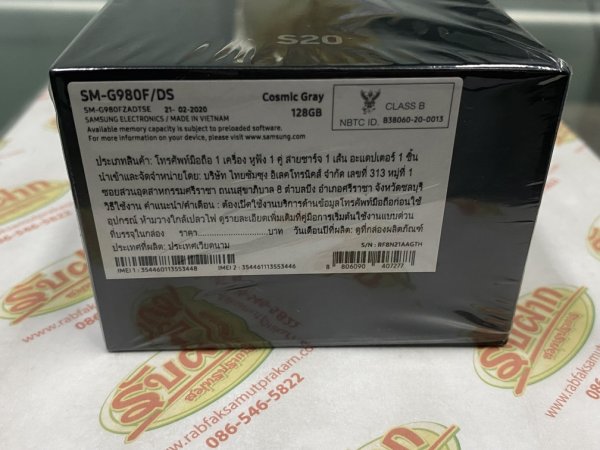 S20
SM-G980F/DS
SM-G980FZADTSE 21- 02-2020
SAMSUNG ELECTRONICS / MADE IN VIETNAM
Available memory capacity is subject to preloaded software.
For more information on your device, please visit www.samsung.com
Cosmic Gray
128GB
CLASS B
NBTC ID. B38060-20-0013
ประเภทสินค้า: โทรศัพท์มือถือ 1 เครื่อง หูฟัง 1 คู่ สายชาร์จ 1 เส้น อะแดปเตอร์ 1 ชิ้น
นำเข้าและจัดจำหน่ายโดย: บริษัท ไทยซัมซุง อิเลคโทรนิคส์ จำกัด เลขที่ 313 หมู่ที่ 1
ซอยสวนอุตสาหกรรมศรีราชา ถนนสุขาภิบาล 8 ตำบลบึง อำเภอศรีราชา จังหวัดชลบุรี
วิธีใช้งาน คำแนะนำ/คำเตือน : ต้องเปิดใช้งานบริการด้านข้อมูลโทรศัพท์มือถือก่อนใช้
อุปกรณ์ ห้ามวางใกล้เปลวไฟ ดูรายละเอียดเพิ่มเติมที่คู่มือการเริ่มต้นใช้งานแบบด่วน
ที่บรรจุในกล่อง ราคา.....................บาท วันเดือนปีที่ผลิต: ดูที่กล่องผลิตภัณฑ์
ประเทศที่ผลิต: ประเทศเวียดนาม
S/N : RF8N21AAGTH
IMEI 1 : 354460113553448 IMEI 2 : 354461113553446
8 806090 407277
รับฝาก
www.rabfaksamutprakarn.com
086-546-5822